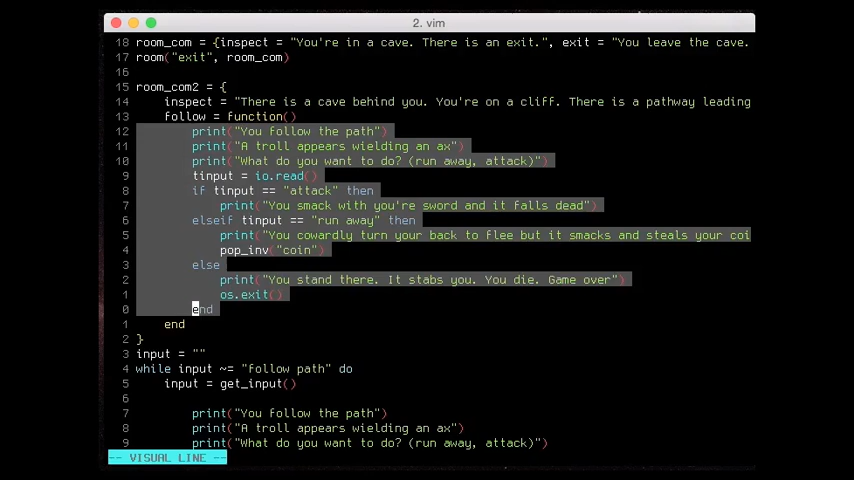 2. vim
18 room_com = {inspect = "You're in a cave. There is an exit.", exit = "You leave the cave.
17 room("exit", room_com)
16
15 room_com2 = {
14     inspect = "There is a cave behind you. You're on a cliff. There is a pathway leading
13     follow = function()
12         print("You follow the path")
11         print("A troll appears wielding an ax")
10         print("What do you want to do? (run away, attack)")
9         tinput = io.read()
8         if tinput == "attack" then
7             print("You smack with you're sword and it falls dead")
6         elseif tinput == "run away" then
5             print("You cowardly turn your back to flee but it smacks and steals your coi
4             pop_inv("coin")
3         else
2             print("You stand there. It stabs you. You die. Game over")
1             os.exit()
0         end
1     end
2 }
3 input = ""
4 while input ~= "follow path" do
5     input = get_input()
6
7         print("You follow the path")
8         print("A troll appears wielding an ax")
9         print("What do you want to do? (run away, attack)")
-- VISUAL LINE --